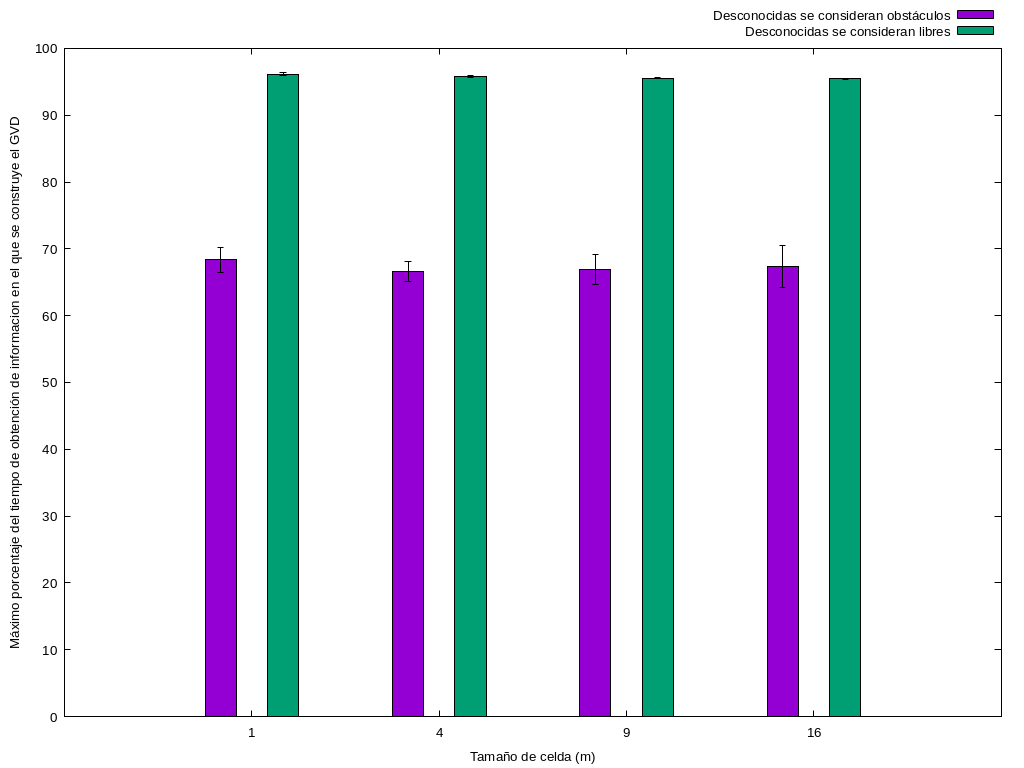 Desconocidas se consideran obstáculos
Desconocidas se consideran libres
Máximo porcentaje del tiempo de obtención de informacion en el que se construye el GVD
100
90
80
70
60
50
40
30
20
10
0
1 4 9 16
Tamaño de celda (m)